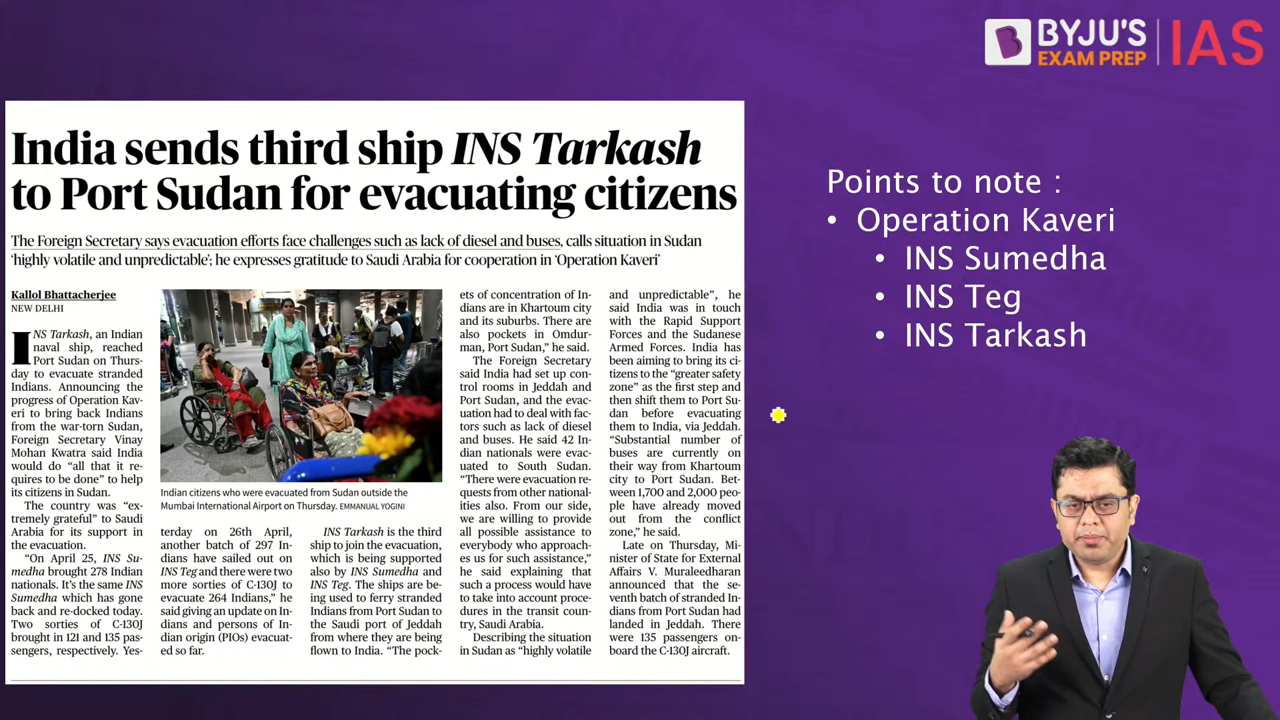 BYJU'S
EXAM PREP
IAS
India sends third ship INS Tarkash
to Port Sudan for evacuating citizens
The Foreign Secretary says evacuation efforts face challenges such as lack of diesel and buses, calls situation in Sudan
‘highly volatile and unpredictable’; he expresses gratitude to Saudi Arabia for cooperation in ‘Operation Kaveri’
Kallol Bhattacherjee
NEW DELHI
INS Tarkash, an Indian
naval ship, reached
Port Sudan on Thurs-
day to evacuate stranded
Indians. Announcing the
progress of Operation Kav-
eri to bring back Indians
from the war-torn Sudan,
Foreign Secretary Vinay
Mohan Kwatra said India
would do “all that it re-
quires to be done” to help
its citizens in Sudan.
The country was “ex-
tremely grateful” to Saudi
Arabia for its support in
the evacuation.
“On April 25, INS Su-
medha brought 278 Indian
nationals. It’s the same INS
Sumedha which has gone
back and re-docked today.
Two sorties of C-130J
brought in 121 and 135 pas-
sengers, respectively. Yes-
Indian citizens who were evacuated from Sudan outside the
Mumbai International Airport on Thursday. EMMANUAL YOGINI
terday on 26th April,
another batch of 297 In-
dians have sailed out on
INS Teg and there were two
more sorties of C-130J to
evacuate 264 Indians,” he
said giving an update on In-
dians and persons of In-
dian origin (PIOs) evacuat-
ed so far.
INS Tarkash is the third
ship to join the evacuation,
which is being supported
also by INS Sumedha and
INS Teg. The ships are be-
ing used to ferry stranded
Indians from Port Sudan to
the Saudi port of Jeddah
from where they are being
flown to India. “The pock-
ets of concentration of In-
dians are in Khartoum city
and its suburbs. There are
also pockets in Omdur-
man, Port Sudan,” he said.
The Foreign Secretary
said India had set up con-
trol rooms in Jeddah and
Port Sudan, and the evac-
uation had to deal with fac-
tors such as lack of diesel
and buses. He said 42 In-
dian nationals were evac-
uated to South Sudan.
“There were evacuation re-
quests from other national-
ities also. From our side,
we are willing to provide
all possible assistance to
everybody who approach-
es us for such assistance,”
he said explaining that
such a process would have
to take into account proce-
dures in the transit coun-
try, Saudi Arabia.
Describing the situation
in Sudan as “highly volatile
and unpredictable”, he
said India was in touch
with the Rapid Support
Forces and the Sudanese
Armed Forces. India has
been aiming to bring its ci-
tizens to the “greater safety
zone” as the first step and
then shift them to Port Su-
dan before evacuating
them to India, via Jeddah.
“Substantial number of
buses are currently on
their way from Khartoum
city to Port Sudan. Bet-
ween 1,700 and 2,000 peo-
ple have already moved
out from the conflict
zone,” he said.
Late on Thursday, Mi-
nister of State for External
Affairs V. Muraleedharan
announced that the se-
venth batch of stranded In-
dians from Port Sudan had
landed in Jeddah. There
were 135 passengers on-
board the C-130J aircraft.
Points to note :
• Operation Kaveri
• INS Sumedha
• INS Teg
• INS Tarkash